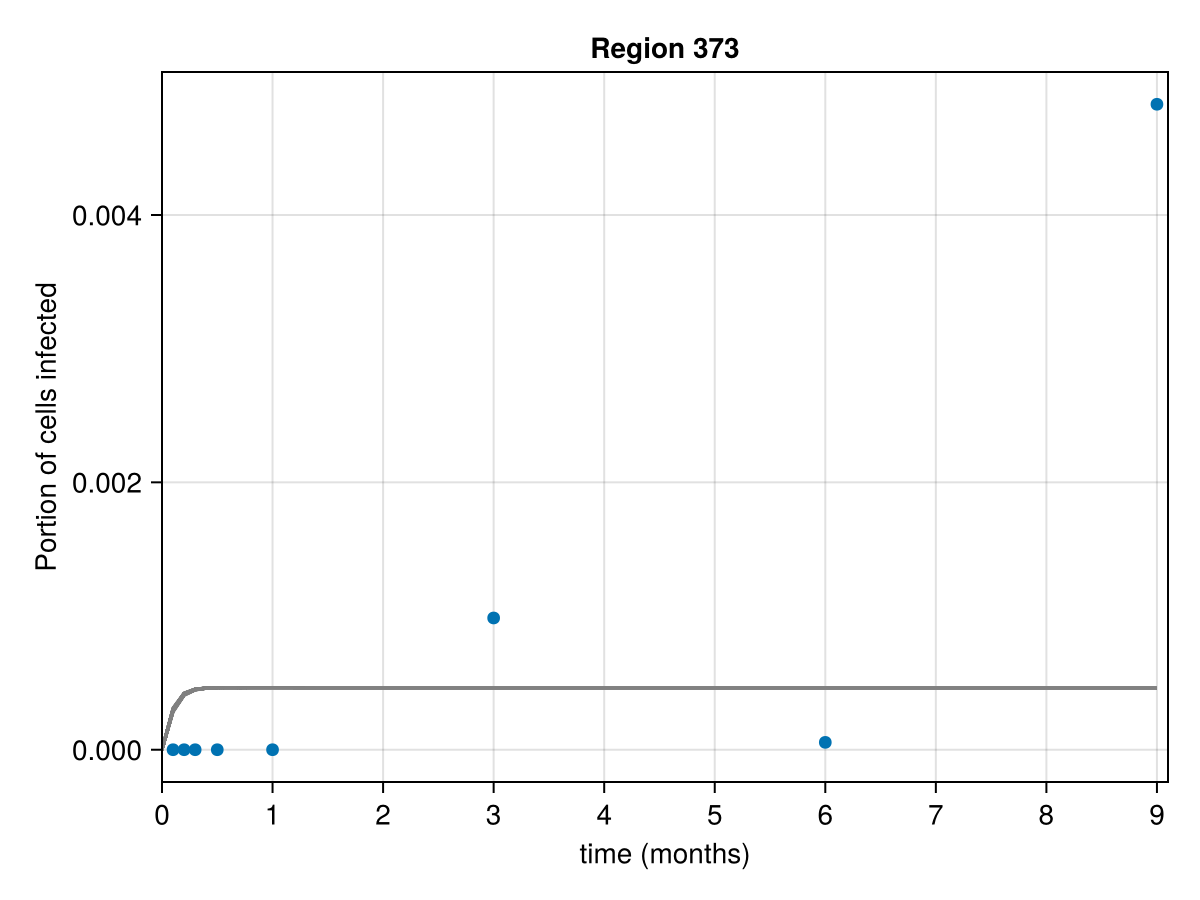 Region 373
Portion of cells infected
0.004
0.002
0.000
0 1 2 3 4 5 6 7 8 9
time (months)